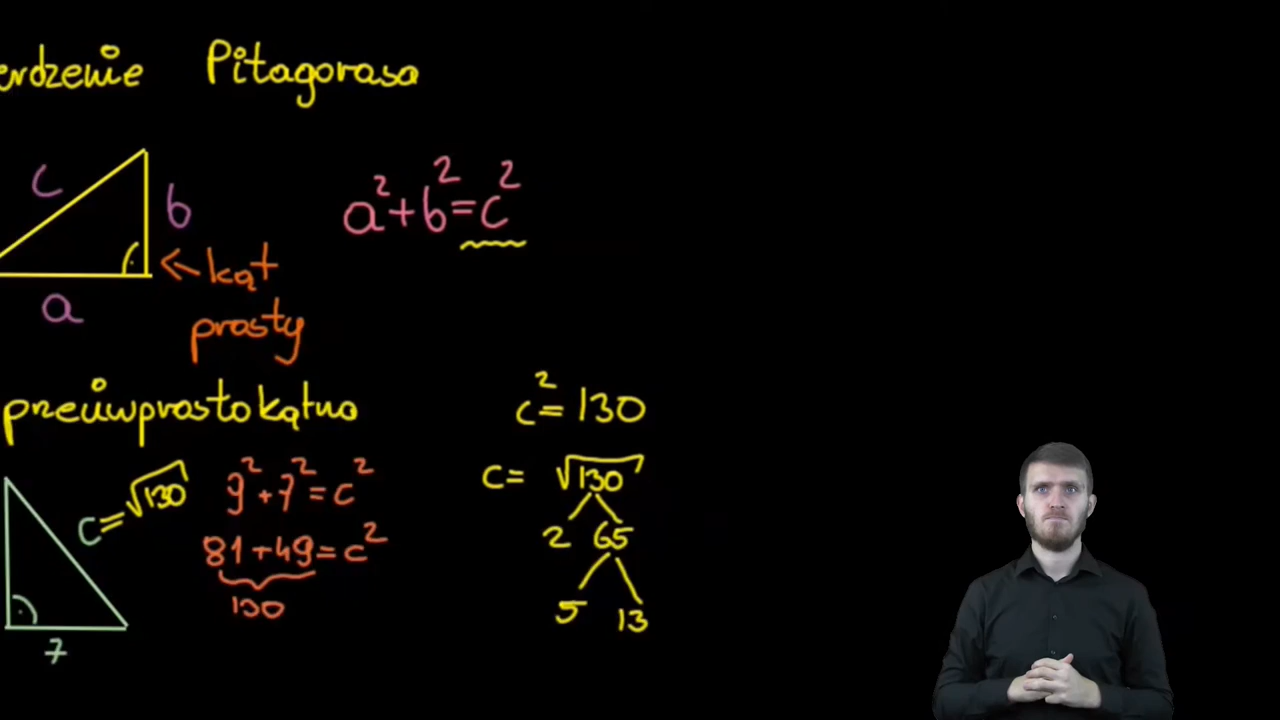 erdzenie Pitagorasa
c
b
a²+b²=c²
← kąt
a
prosty
przeciwprostokątna
c²=130
c=√130
9²+7²=c²
c=√130
81+49=c²
2 65
130
5 13
7